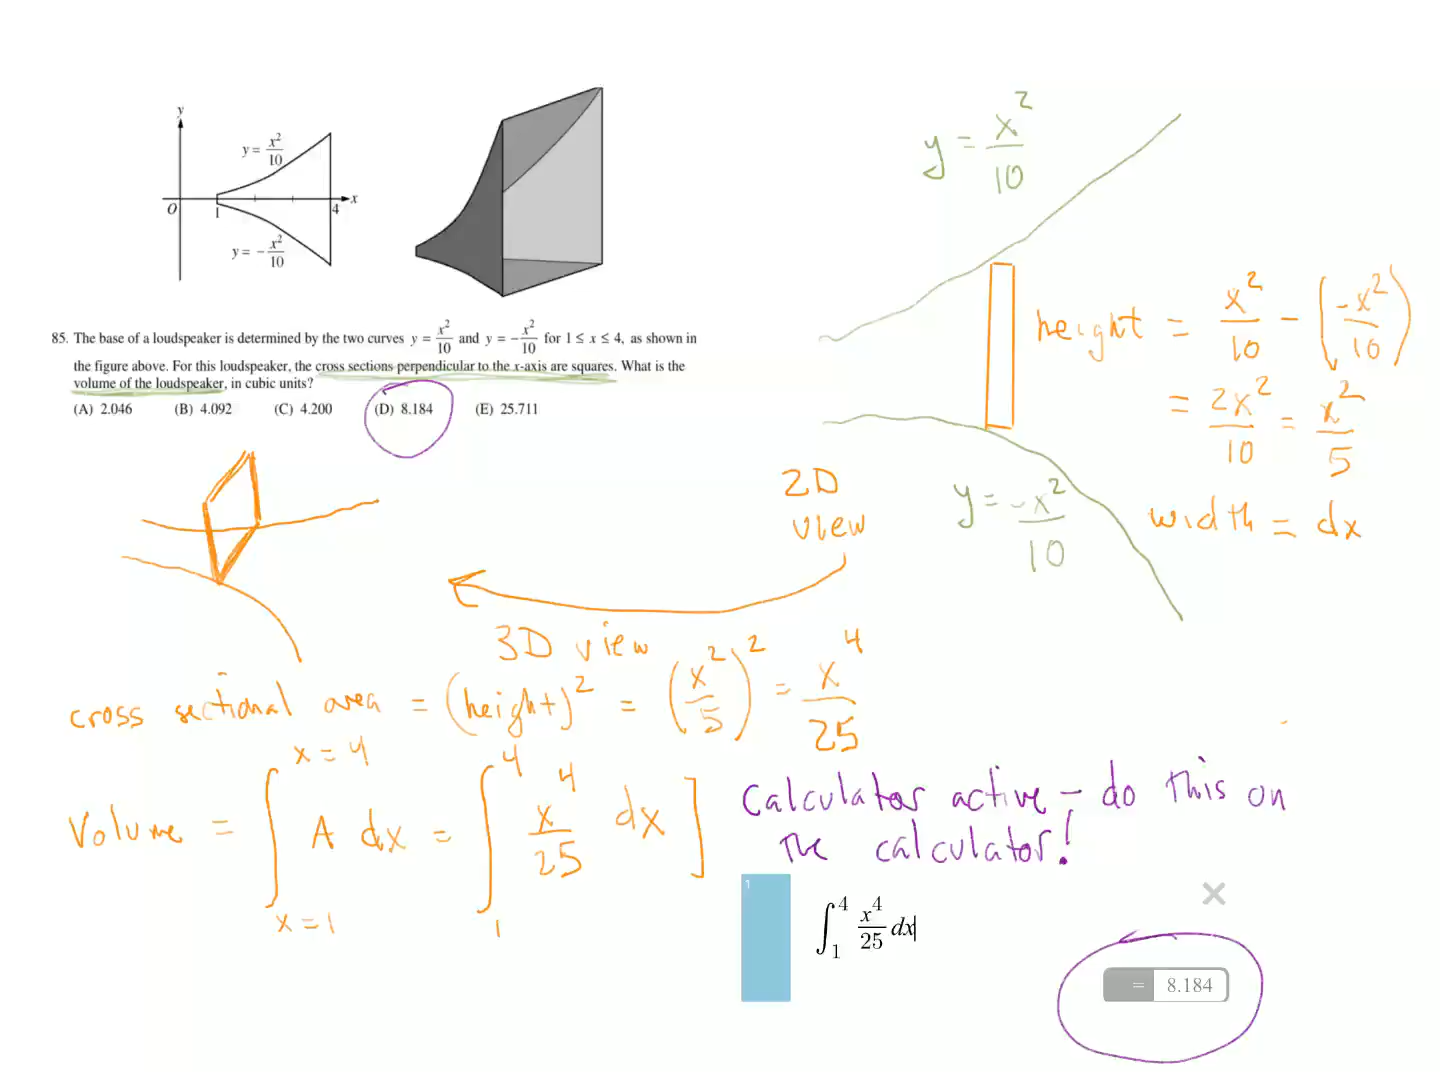 y
y = x²/10
O
1
4
x
y = -x²/10
85. The base of a loudspeaker is determined by the two curves y = x²/10 and y = -x²/10 for 1 ≤ x ≤ 4, as shown in
the figure above. For this loudspeaker, the cross sections perpendicular to the x-axis are squares. What is the
volume of the loudspeaker, in cubic units?
(A) 2.046 (B) 4.092 (C) 4.200 (D) 8.184 (E) 25.711
y = x²/10
height = x²/10 - (-x²/10)
= 2x²/10 = x²/5
width = dx
y = -x²/10
2D
view
3D view
cross sectional area = (height)² = (x²/5)² = x⁴/25
Volume = ∫_{x=1}^{x=4} A dx = ∫_1^4 x⁴/25 dx ]
Calculator active - do this on
the calculator!
1
∫_1^4 x⁴/25 dx
= 8.184